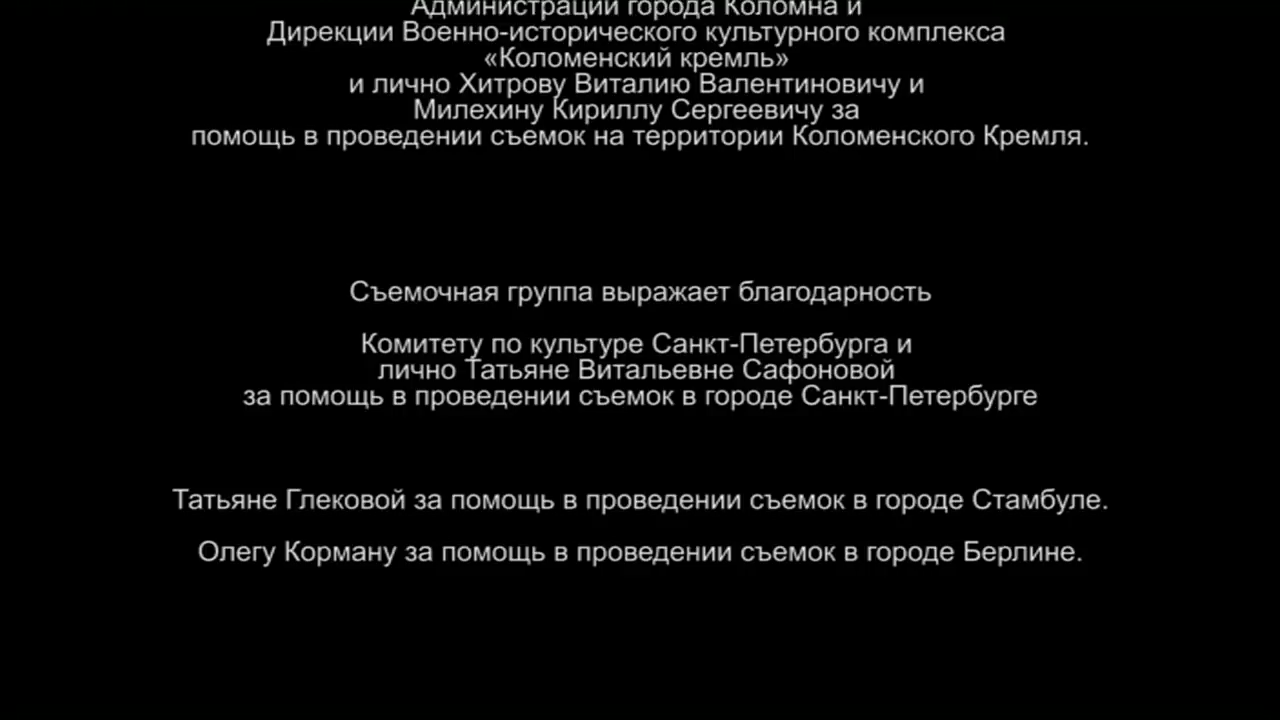 Администрации города Коломна и
Дирекции Военно-исторического культурного комплекса
«Коломенский кремль»
и лично Хитрову Виталию Валентиновичу и
Милехину Кириллу Сергеевичу за
помощь в проведении съемок на территории Коломенского Кремля.
Съемочная группа выражает благодарность
Комитету по культуре Санкт-Петербурга и
лично Татьяне Витальевне Сафоновой
за помощь в проведении съемок в городе Санкт-Петербурге
Татьяне Глековой за помощь в проведении съемок в городе Стамбуле.
Олегу Корману за помощь в проведении съемок в городе Берлине.